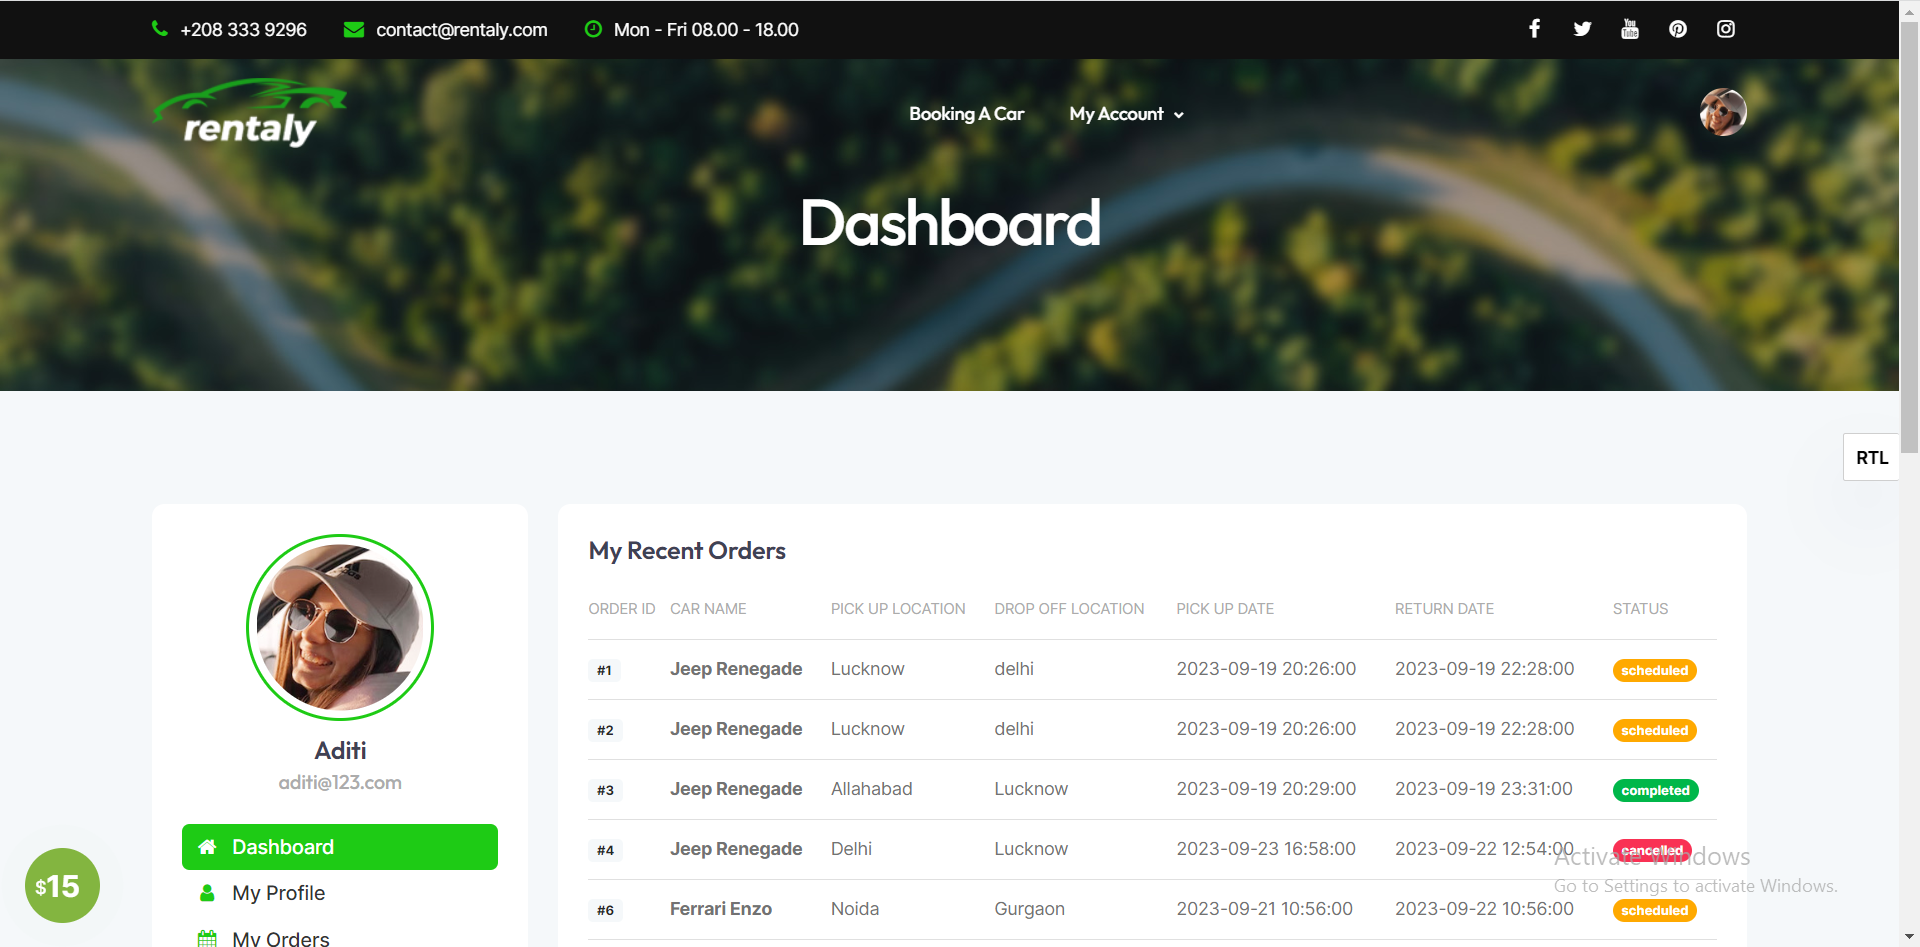 +208 333 9296 contact@rentaly.com Mon - Fri 08.00 - 18.00
You Tube
rentaly Booking A Car My Account
Dashboard
RTL
My Recent Orders
ORDER ID CAR NAME PICK UP LOCATION DROP OFF LOCATION PICK UP DATE RETURN DATE STATUS
#1 Jeep Renegade Lucknow delhi 2023-09-19 20:26:00 2023-09-19 22:28:00 scheduled
#2 Jeep Renegade Lucknow delhi 2023-09-19 20:26:00 2023-09-19 22:28:00 scheduled
#3 Jeep Renegade Allahabad Lucknow 2023-09-19 20:29:00 2023-09-19 23:31:00 completed
#4 Jeep Renegade Delhi Lucknow 2023-09-23 16:58:00 2023-09-22 12:54:00 cancelled
#6 Ferrari Enzo Noida Gurgaon 2023-09-21 10:56:00 2023-09-22 10:56:00 scheduled
Aditi
aditi@123.com
Dashboard
My Profile
My Orders
$15
Activate Windows
Go to Settings to activate Windows.